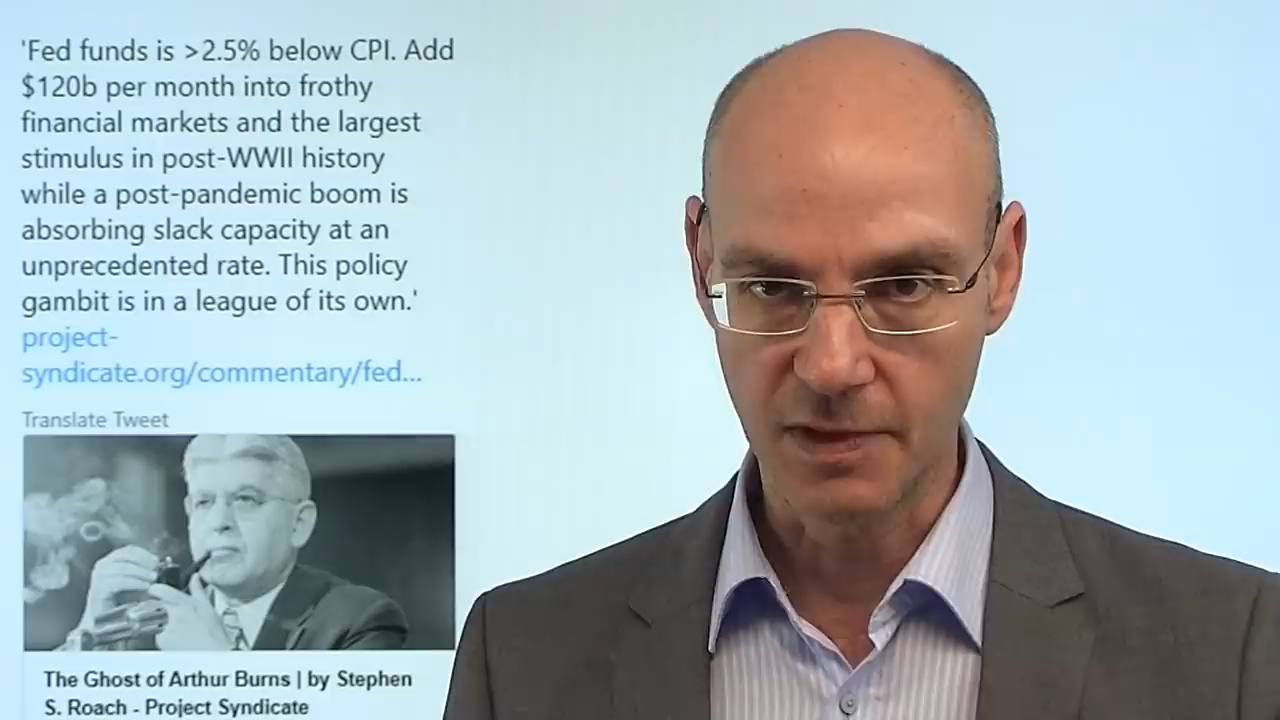 'Fed funds is >2.5% below CPI. Add
$120b per month into frothy
financial markets and the largest
stimulus in post-WWII history
while a post-pandemic boom is
absorbing slack capacity at an
unprecedented rate. This policy
gambit is in a league of its own.'
project-
syndicate.org/commentary/fed...
Translate Tweet
The Ghost of Arthur Burns | by Stephen
S. Roach - Project Syndicate